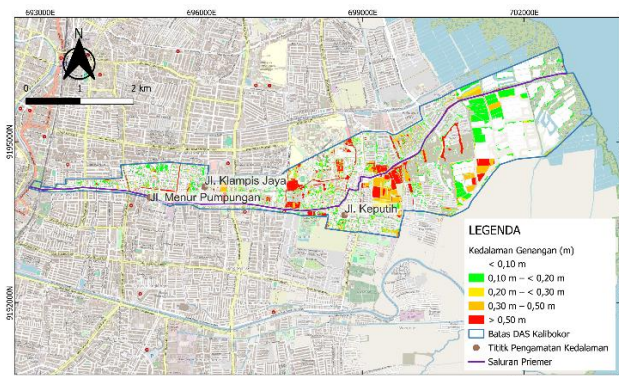 693000E 696000E 699000E 702000E
N
0 1 2 km
9195000N
Jl. Klampis Jaya
Jl. Menur Pumpungan
Jl. Keputih
9192000N
LEGENDA
Kedalaman Genangan (m)
< 0,10 m
0,10 m – < 0,20 m
0,20 m – < 0,30 m
0,30 m – 0,50 m
> 0,50 m
Batas DAS Kalibokor
Tititk Pengamatan Kedalaman
Saluran Priemer